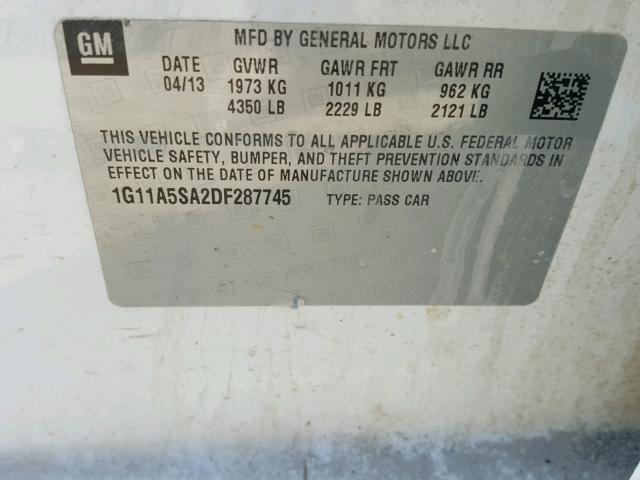 GM
MFD BY GENERAL MOTORS LLC
DATE GVWR GAWR FRT GAWR RR
04/13 1973 KG 1011 KG 962 KG
4350 LB 2229 LB 2121 LB
THIS VEHICLE CONFORMS TO ALL APPLICABLE U.S. FEDERAL MOTOR
VEHICLE SAFETY, BUMPER, AND THEFT PREVENTION STANDARDS IN
EFFECT ON THE DATE OF MANUFACTURE SHOWN ABOVE.
1G11A5SA2DF287745 TYPE: PASS CAR